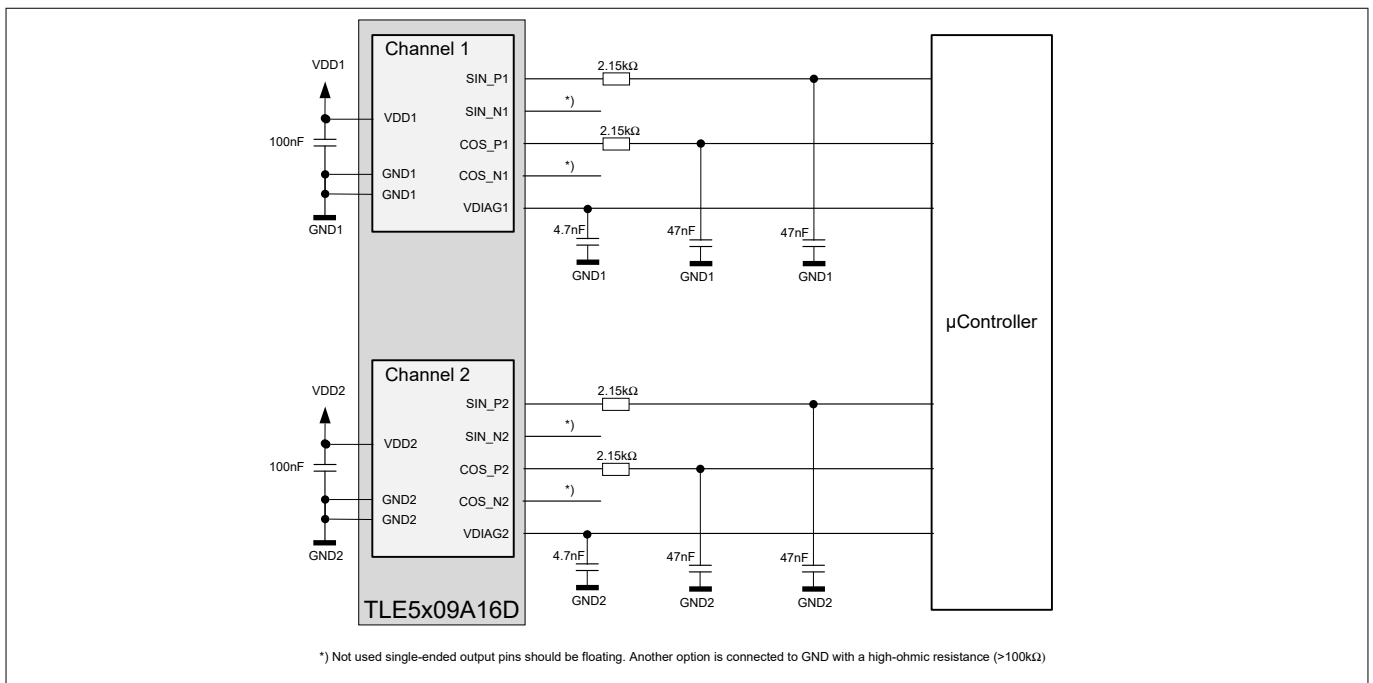 Channel 1
VDD1
SIN_P1
2.15kΩ
SIN_N1
*)
VDD1
100nF
COS_P1
2.15kΩ
GND1
COS_N1
*)
GND1
VDIAG1
GND1
4.7nF
47nF
47nF
GND1
GND1
GND1
µController
Channel 2
VDD2
SIN_P2
2.15kΩ
SIN_N2
*)
VDD2
100nF
COS_P2
2.15kΩ
GND2
COS_N2
*)
GND2
VDIAG2
GND2
4.7nF
47nF
47nF
GND2
GND2
GND2
TLE5x09A16D
*) Not used single-ended output pins should be floating. Another option is connected to GND with a high-ohmic resistance (>100kΩ)